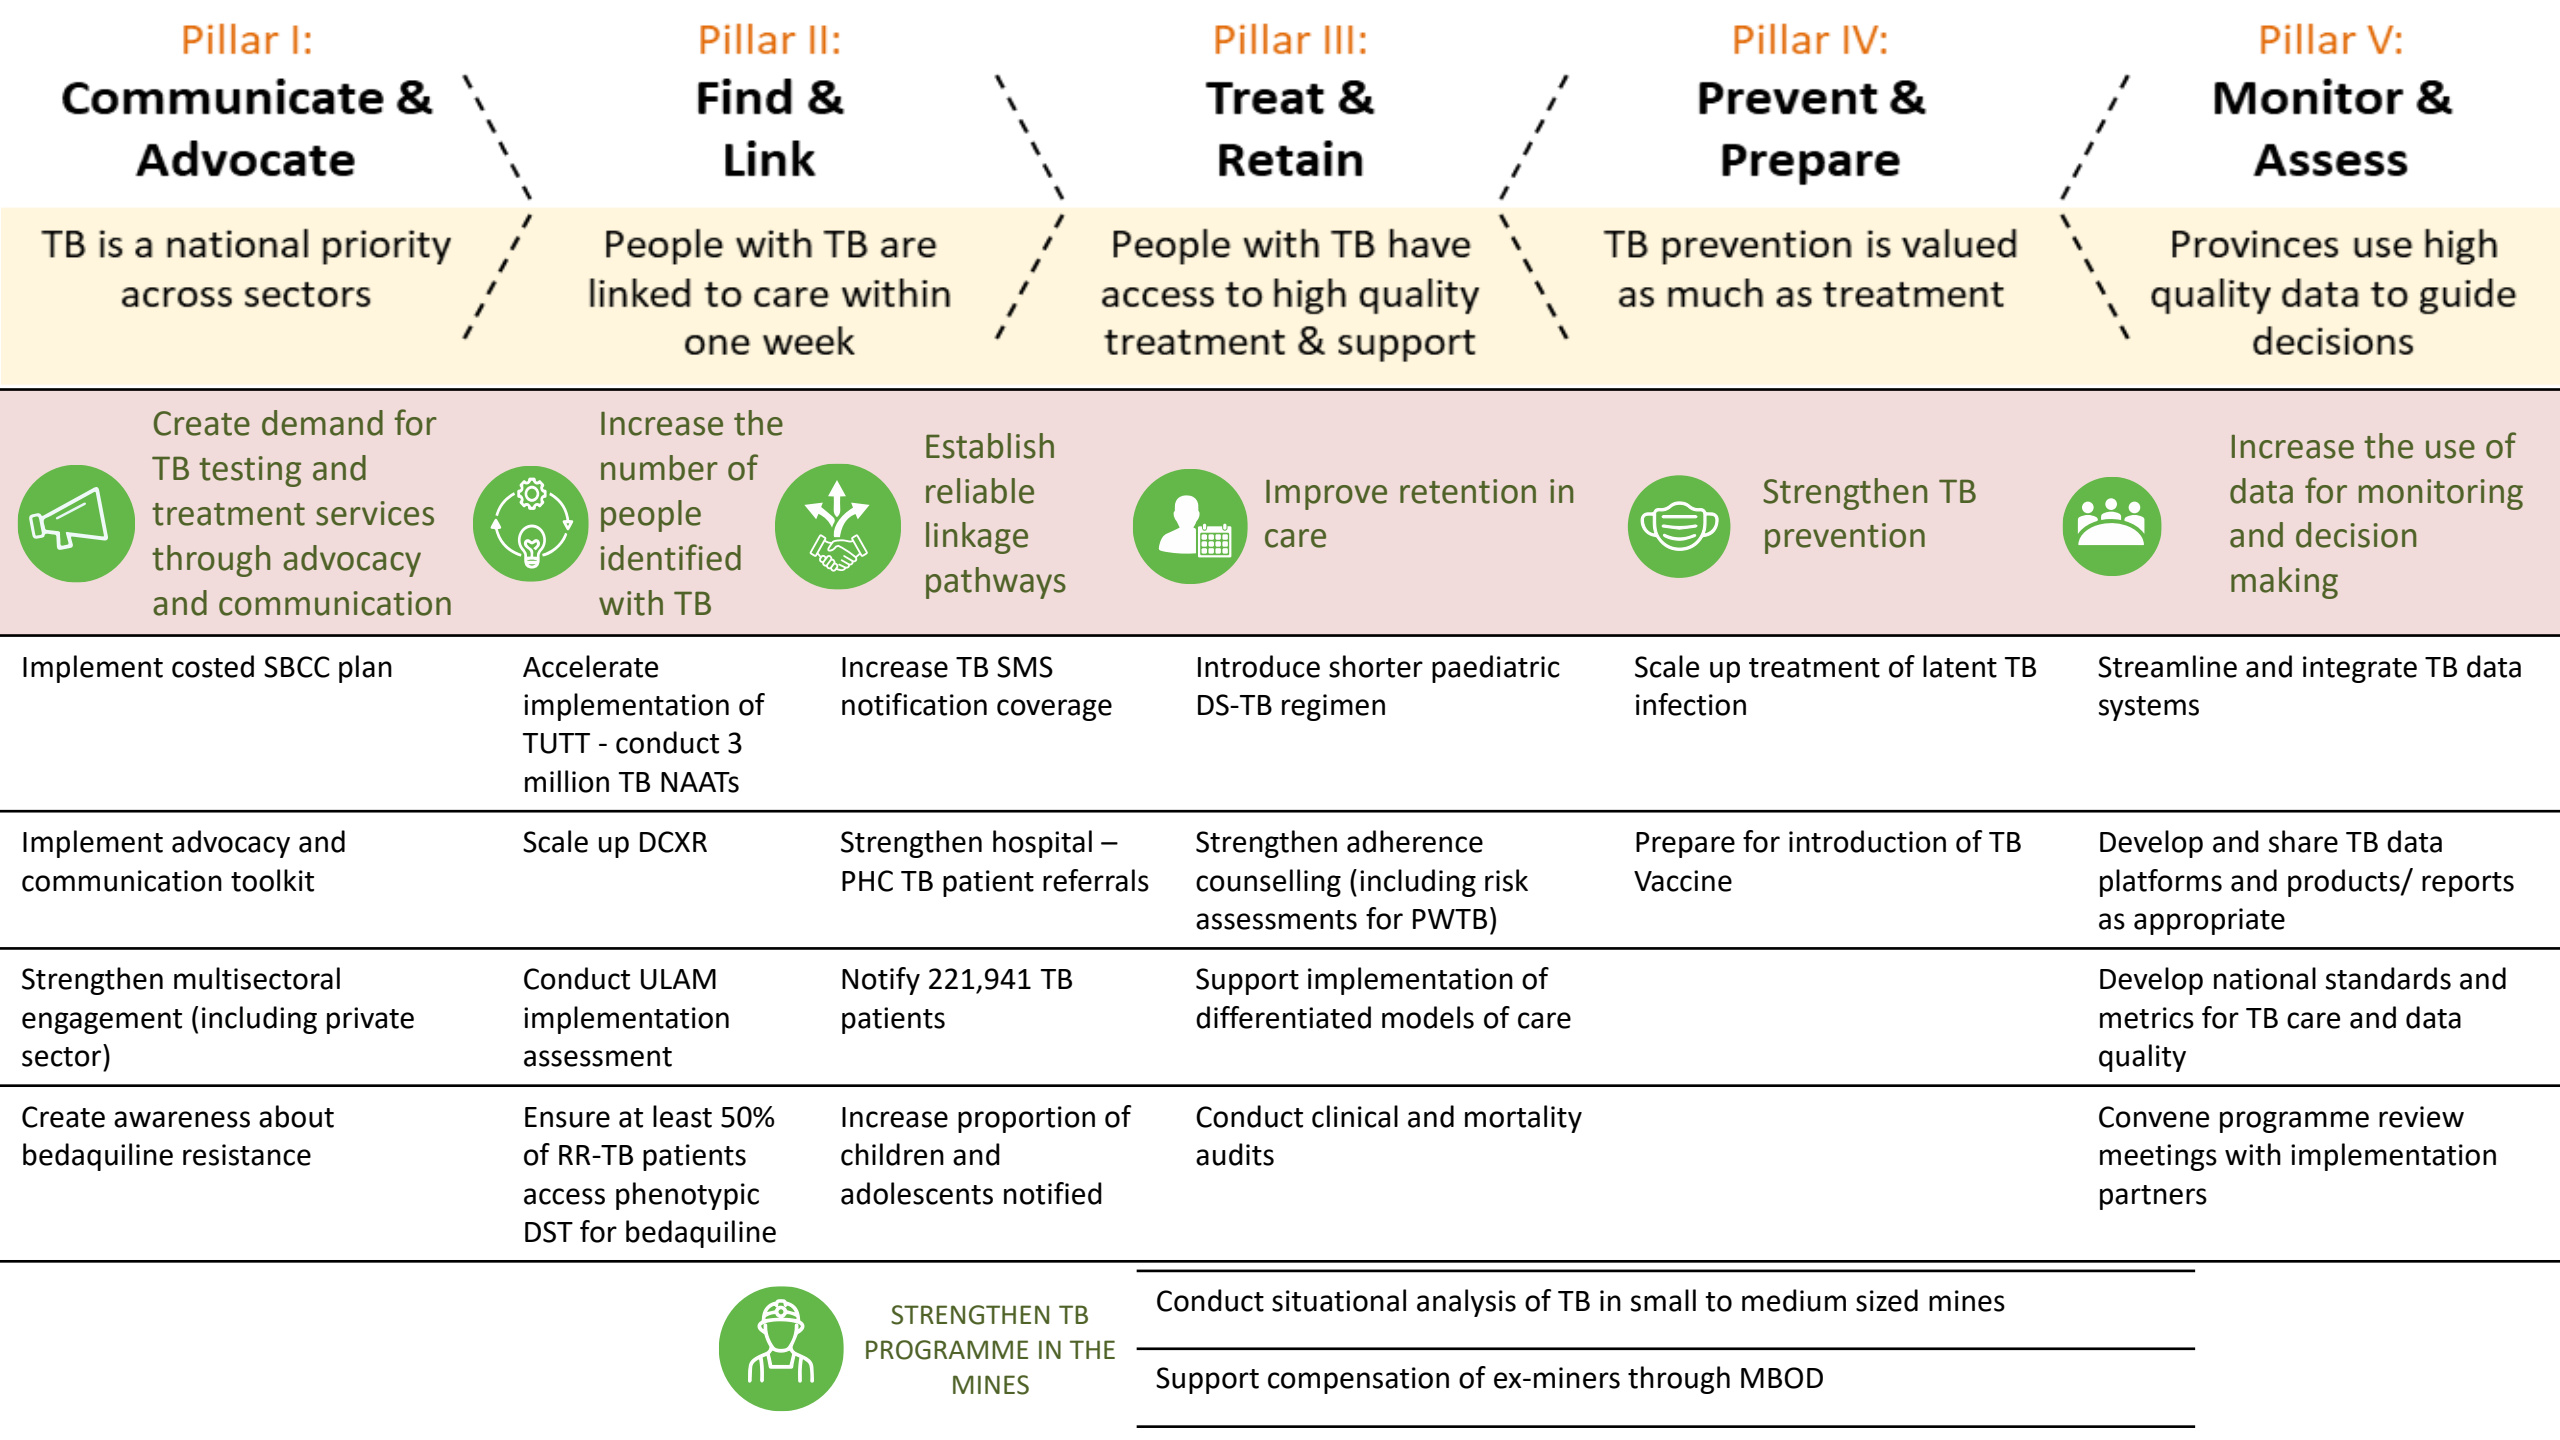 Pillar I:
Communicate &
Advocate
Pillar II:
Find &
Link
Pillar III:
Treat &
Retain
Pillar IV:
Prevent &
Prepare
Pillar V:
Monitor &
Assess
TB is a national priority
across sectors
People with TB are
linked to care within
one week
People with TB have
access to high quality
treatment & support
TB prevention is valued
as much as treatment
Provinces use high
quality data to guide
decisions
Create demand for
TB testing and
treatment services
through advocacy
and communication
Increase the
number of
people
identified
with TB
Establish
reliable
linkage
pathways
Improve retention in
care
Strengthen TB
prevention
Increase the use of
data for monitoring
and decision
making
Implement costed SBCC plan
Accelerate
implementation of
TUTT - conduct 3
million TB NAATs
Increase TB SMS
notification coverage
Introduce shorter paediatric
DS-TB regimen
Scale up treatment of latent TB
infection
Streamline and integrate TB data
systems
Implement advocacy and
communication toolkit
Scale up DCXR
Strengthen hospital –
PHC TB patient referrals
Strengthen adherence
counselling (including risk
assessments for PWTB)
Prepare for introduction of TB
Vaccine
Develop and share TB data
platforms and products/ reports
as appropriate
Strengthen multisectoral
engagement (including private
sector)
Conduct ULAM
implementation
assessment
Notify 221,941 TB
patients
Support implementation of
differentiated models of care
Develop national standards and
metrics for TB care and data
quality
Create awareness about
bedaquiline resistance
Ensure at least 50%
of RR-TB patients
access phenotypic
DST for bedaquiline
Increase proportion of
children and
adolescents notified
Conduct clinical and mortality
audits
Convene programme review
meetings with implementation
partners
STRENGTHEN TB
PROGRAMME IN THE
MINES
Conduct situational analysis of TB in small to medium sized mines
Support compensation of ex-miners through MBOD